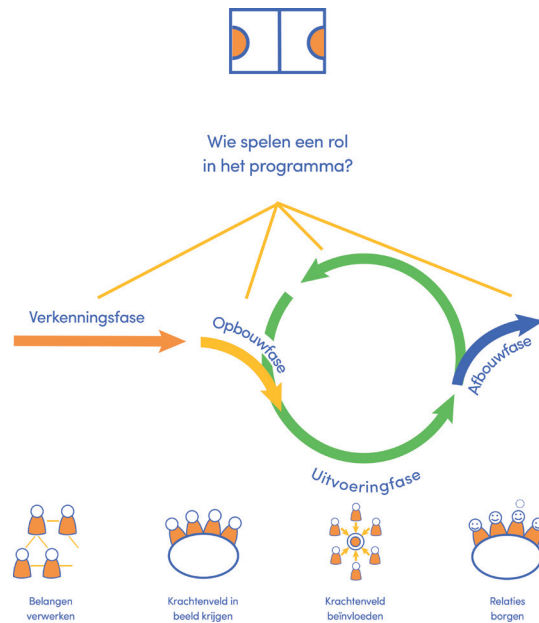 Wie spelen een rol
in het programma?
Verkenningsfase
Opbouwfase
Afbouwfase
Uitvoeringfase
Belangen
verwerken
Krachtenveld in
beeld krijgen
Krachtenveld
beïnvloeden
Relaties
borgen